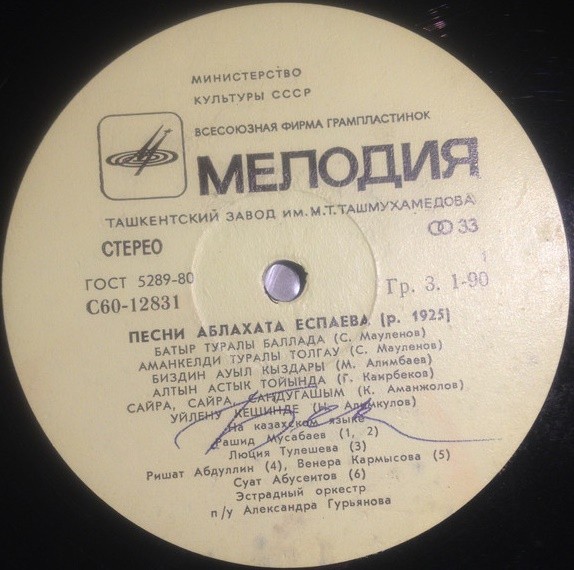 МИНИСТЕРСТВО
КУЛЬТУРЫ СССР
ВСЕСОЮЗНАЯ ФИРМА ГРАМПЛАСТИНОК
МЕЛОДИЯ
ТАШКЕНТСКИЙ ЗАВОД ИМ. М.Т.ТАШМУХАМЕДОВА
СТЕРЕО 33
ГОСТ 5289-80 1
С60-12831 Гр. 3. 1-90
ПЕСНИ АБЛАХАТА ЕСПАЕВА (р. 1925)
БАТЫР ТУРАЛЫ БАЛЛАДА (С. Мауленов)
АМАНКЕЛДИ ТУРАЛЫ ТОЛГАУ (С. Мауленов)
БИЗДИН АУЫЛ КЫЗДАРЫ (М. Алимбаев)
АЛТЫН АСТЫК ТОЙЫНДА (Г. Каирбеков)
САЙРА, САЙРА, САНДУГАШЫМ (К. Аманжолов)
УЙЛЕНУ КЕШИНДЕ Алимкулов)
На казахском языке
Рашид Мусабаев (1, 2)
Люция Тулешева (3)
Ришат Абдуллин (4), Венера Кармысова (5)
Суат Абусеитов (6)
Эстрадный оркестр
п/у Александра Гурьянова